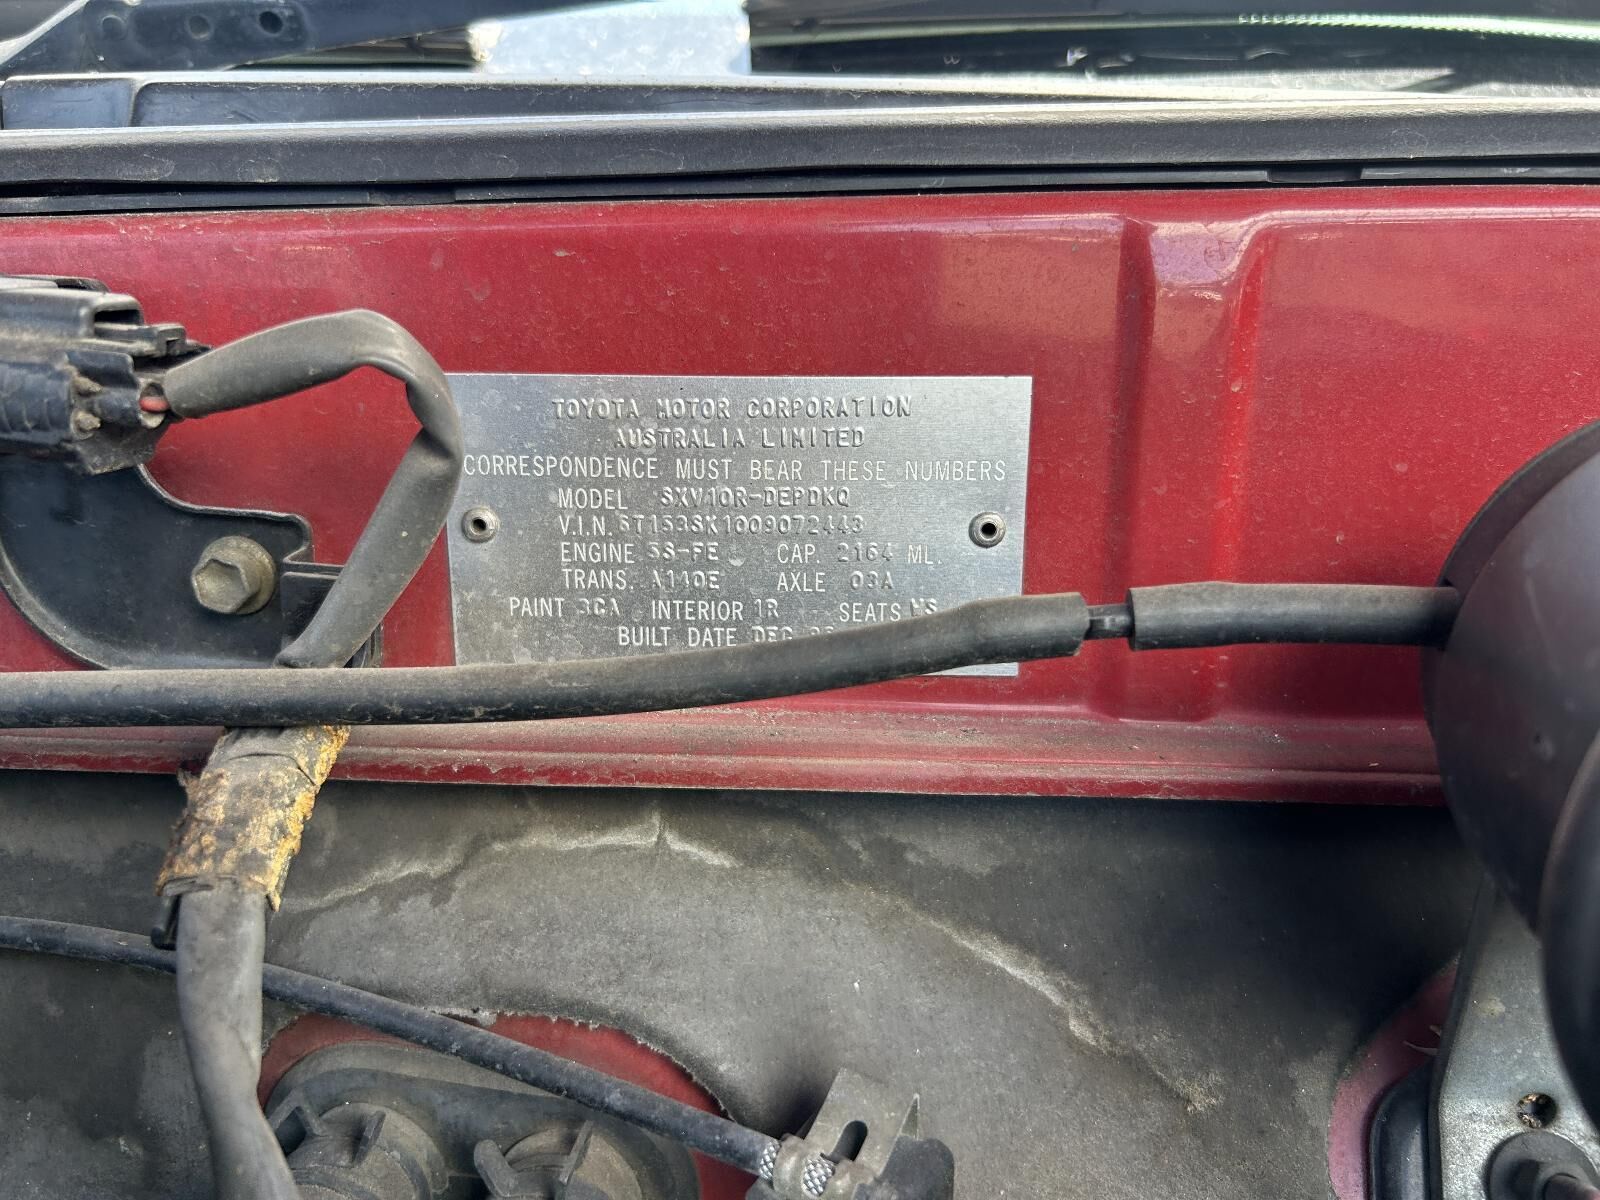 TOYOTA MOTOR CORPORATION
AUSTRALIA LIMITED
CORRESPONDENCE MUST BEAR THESE NUMBERS
MODEL SXV10R-DEPDKQ
V.I.N. 6T153SK1009072443
ENGINE 5S-FE CAP. 2164 ML.
TRANS. A140E AXLE 03A
PAINT INTERIOR 1R SEATS
BUILT DATE DEC